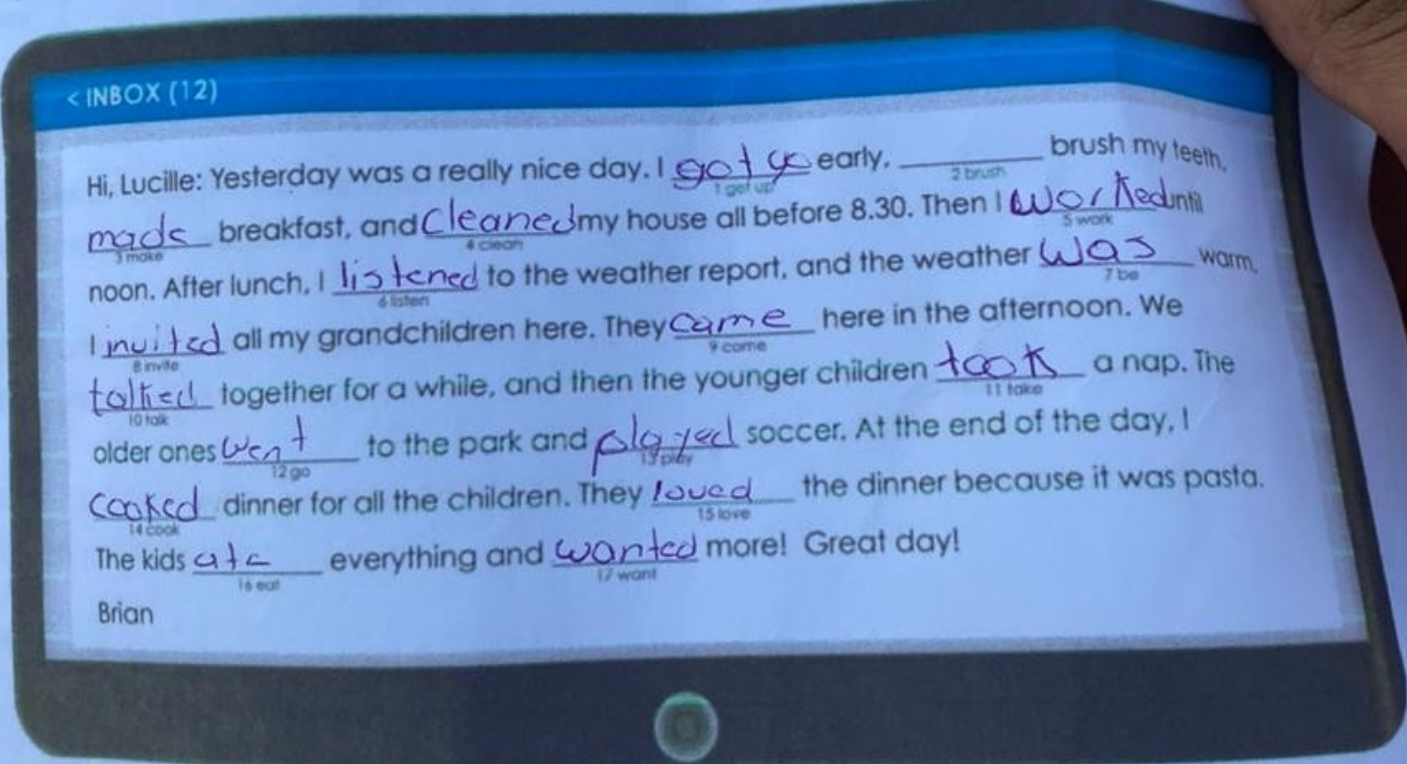 < INBOX (12)
Hi, Lucille: Yesterday was a really nice day. I got up early, ________ brush my teeth,
1 get up 2 brush
made breakfast, and cleaned my house all before 8.30. Then I worked until
3 make 4 clean 5 work
noon. After lunch, I listened to the weather report, and the weather was warm,
6 listen 7 be
I invited all my grandchildren here. They came here in the afternoon. We
8 invite 9 come
talked together for a while, and then the younger children took a nap. The
10 talk 11 take
older ones went to the park and played soccer. At the end of the day, I
12 go 13 play
cooked dinner for all the children. They loved the dinner because it was pasta.
14 cook 15 love
The kids ate everything and wanted more! Great day!
16 eat 17 want
Brian